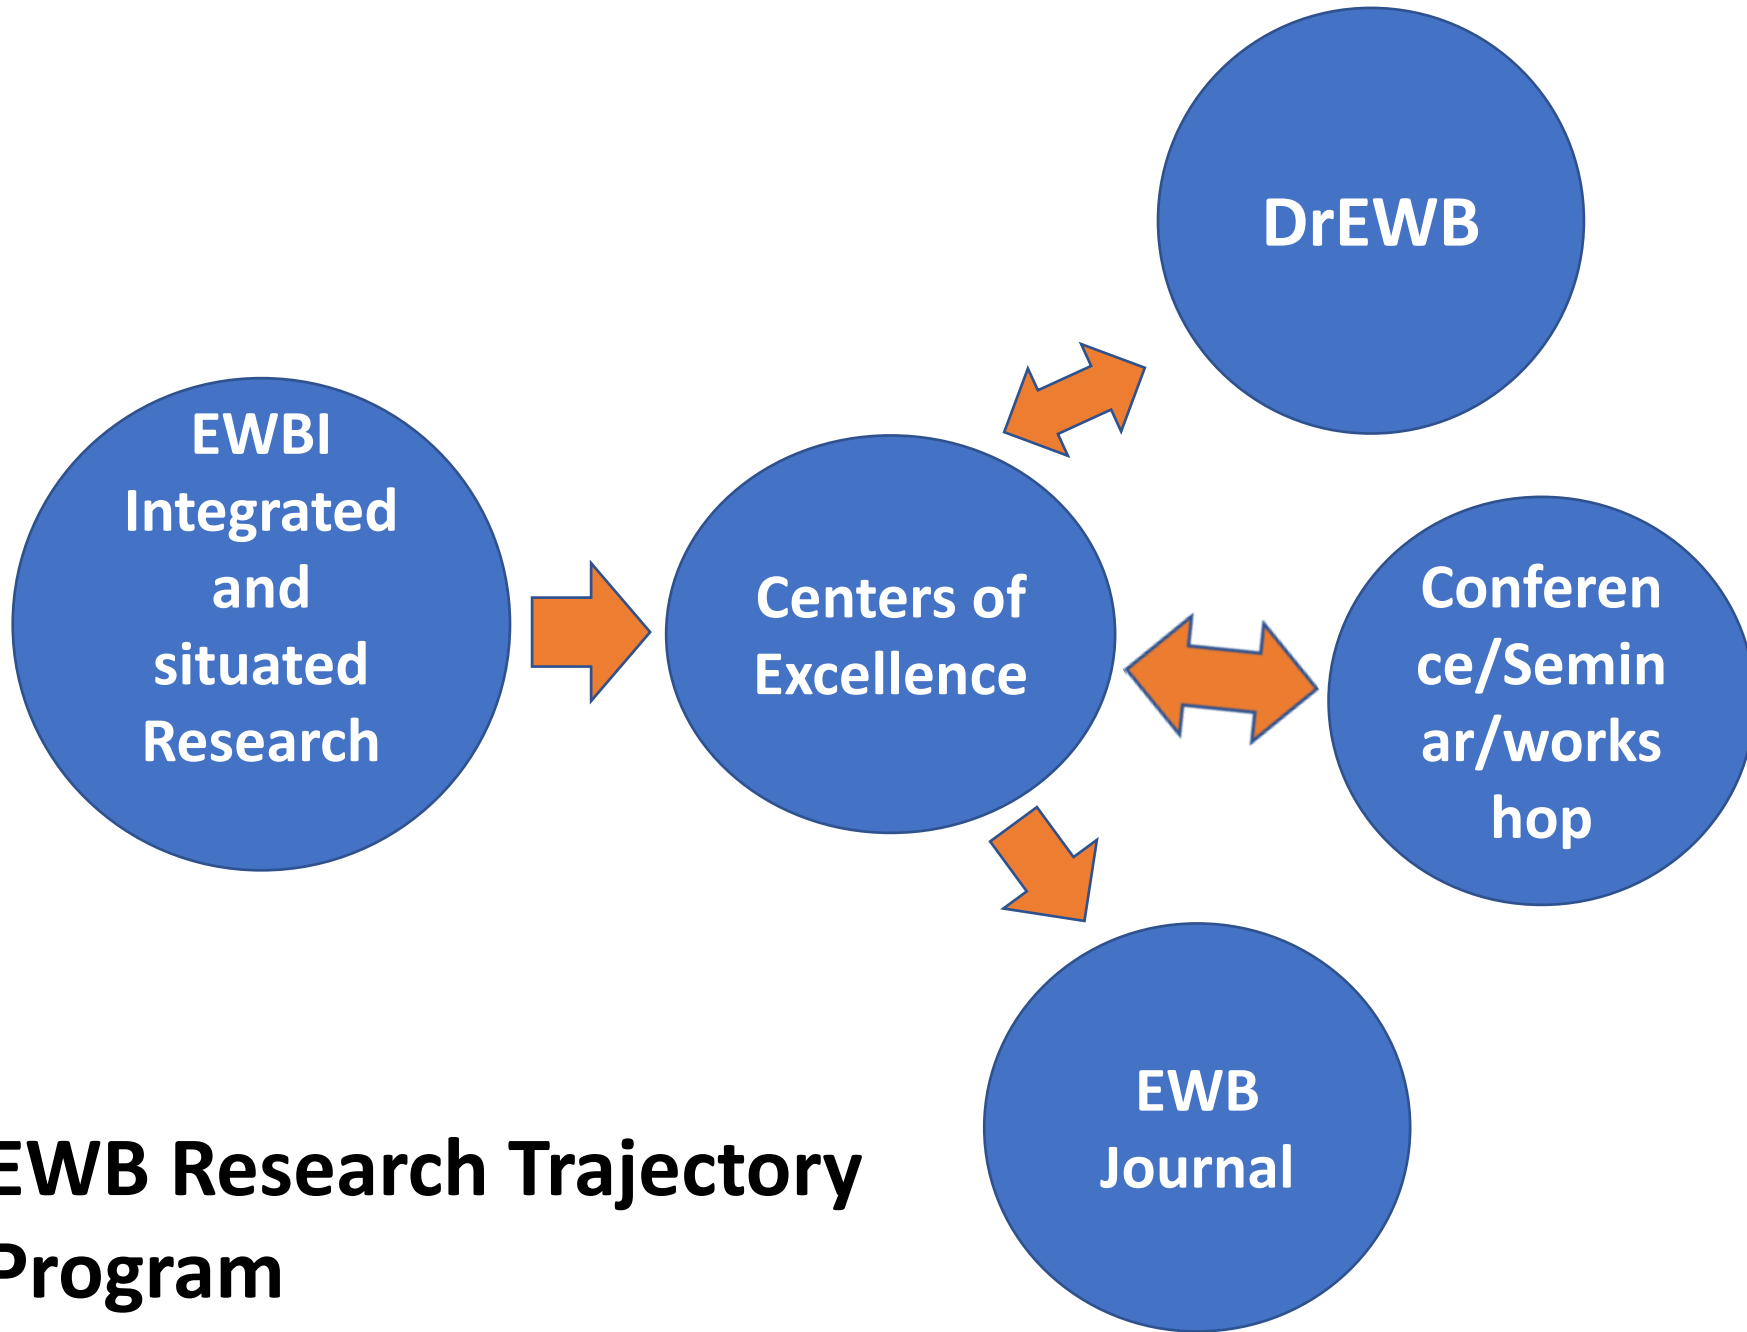 DrEWB
EWBI
Integrated
and
situated
Research
Centers of
Excellence
Conferen
ce/Semin
ar/works
hop
EWB
Journal
EWB Research Trajectory
Program